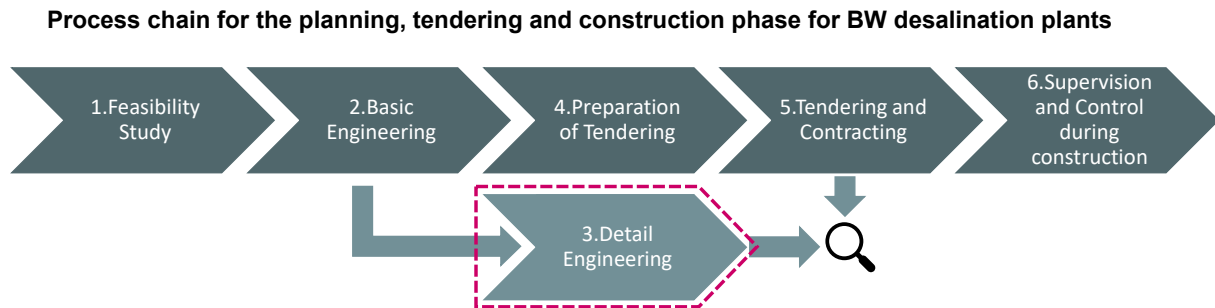 Process chain for the planning, tendering and construction phase for BW desalination plants
1.Feasibility
Study
2.Basic
Engineering
4.Preparation
of Tendering
5.Tendering and
Contracting
6.Supervision
and Control
during
construction
3.Detail
Engineering